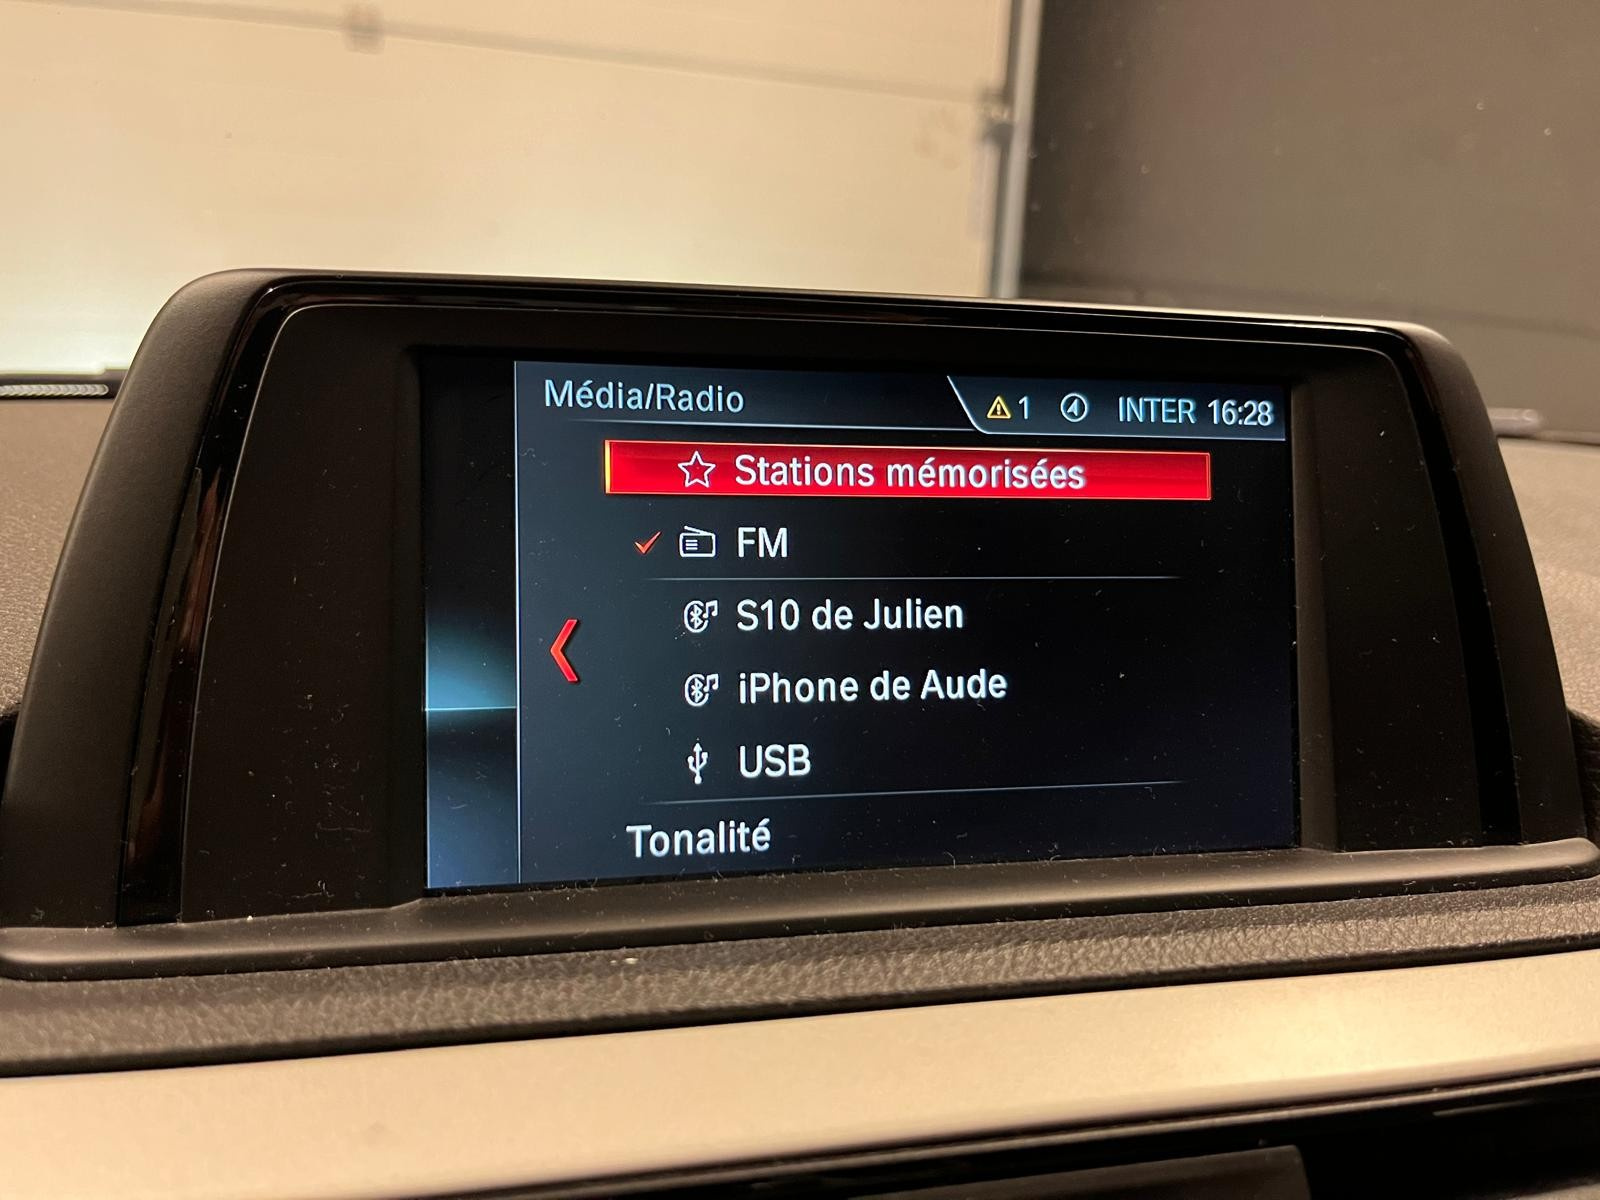 Média/Radio
1 INTER 16:28
Stations mémorisées
FM
S10 de Julien
iPhone de Aude
USB
Tonalité